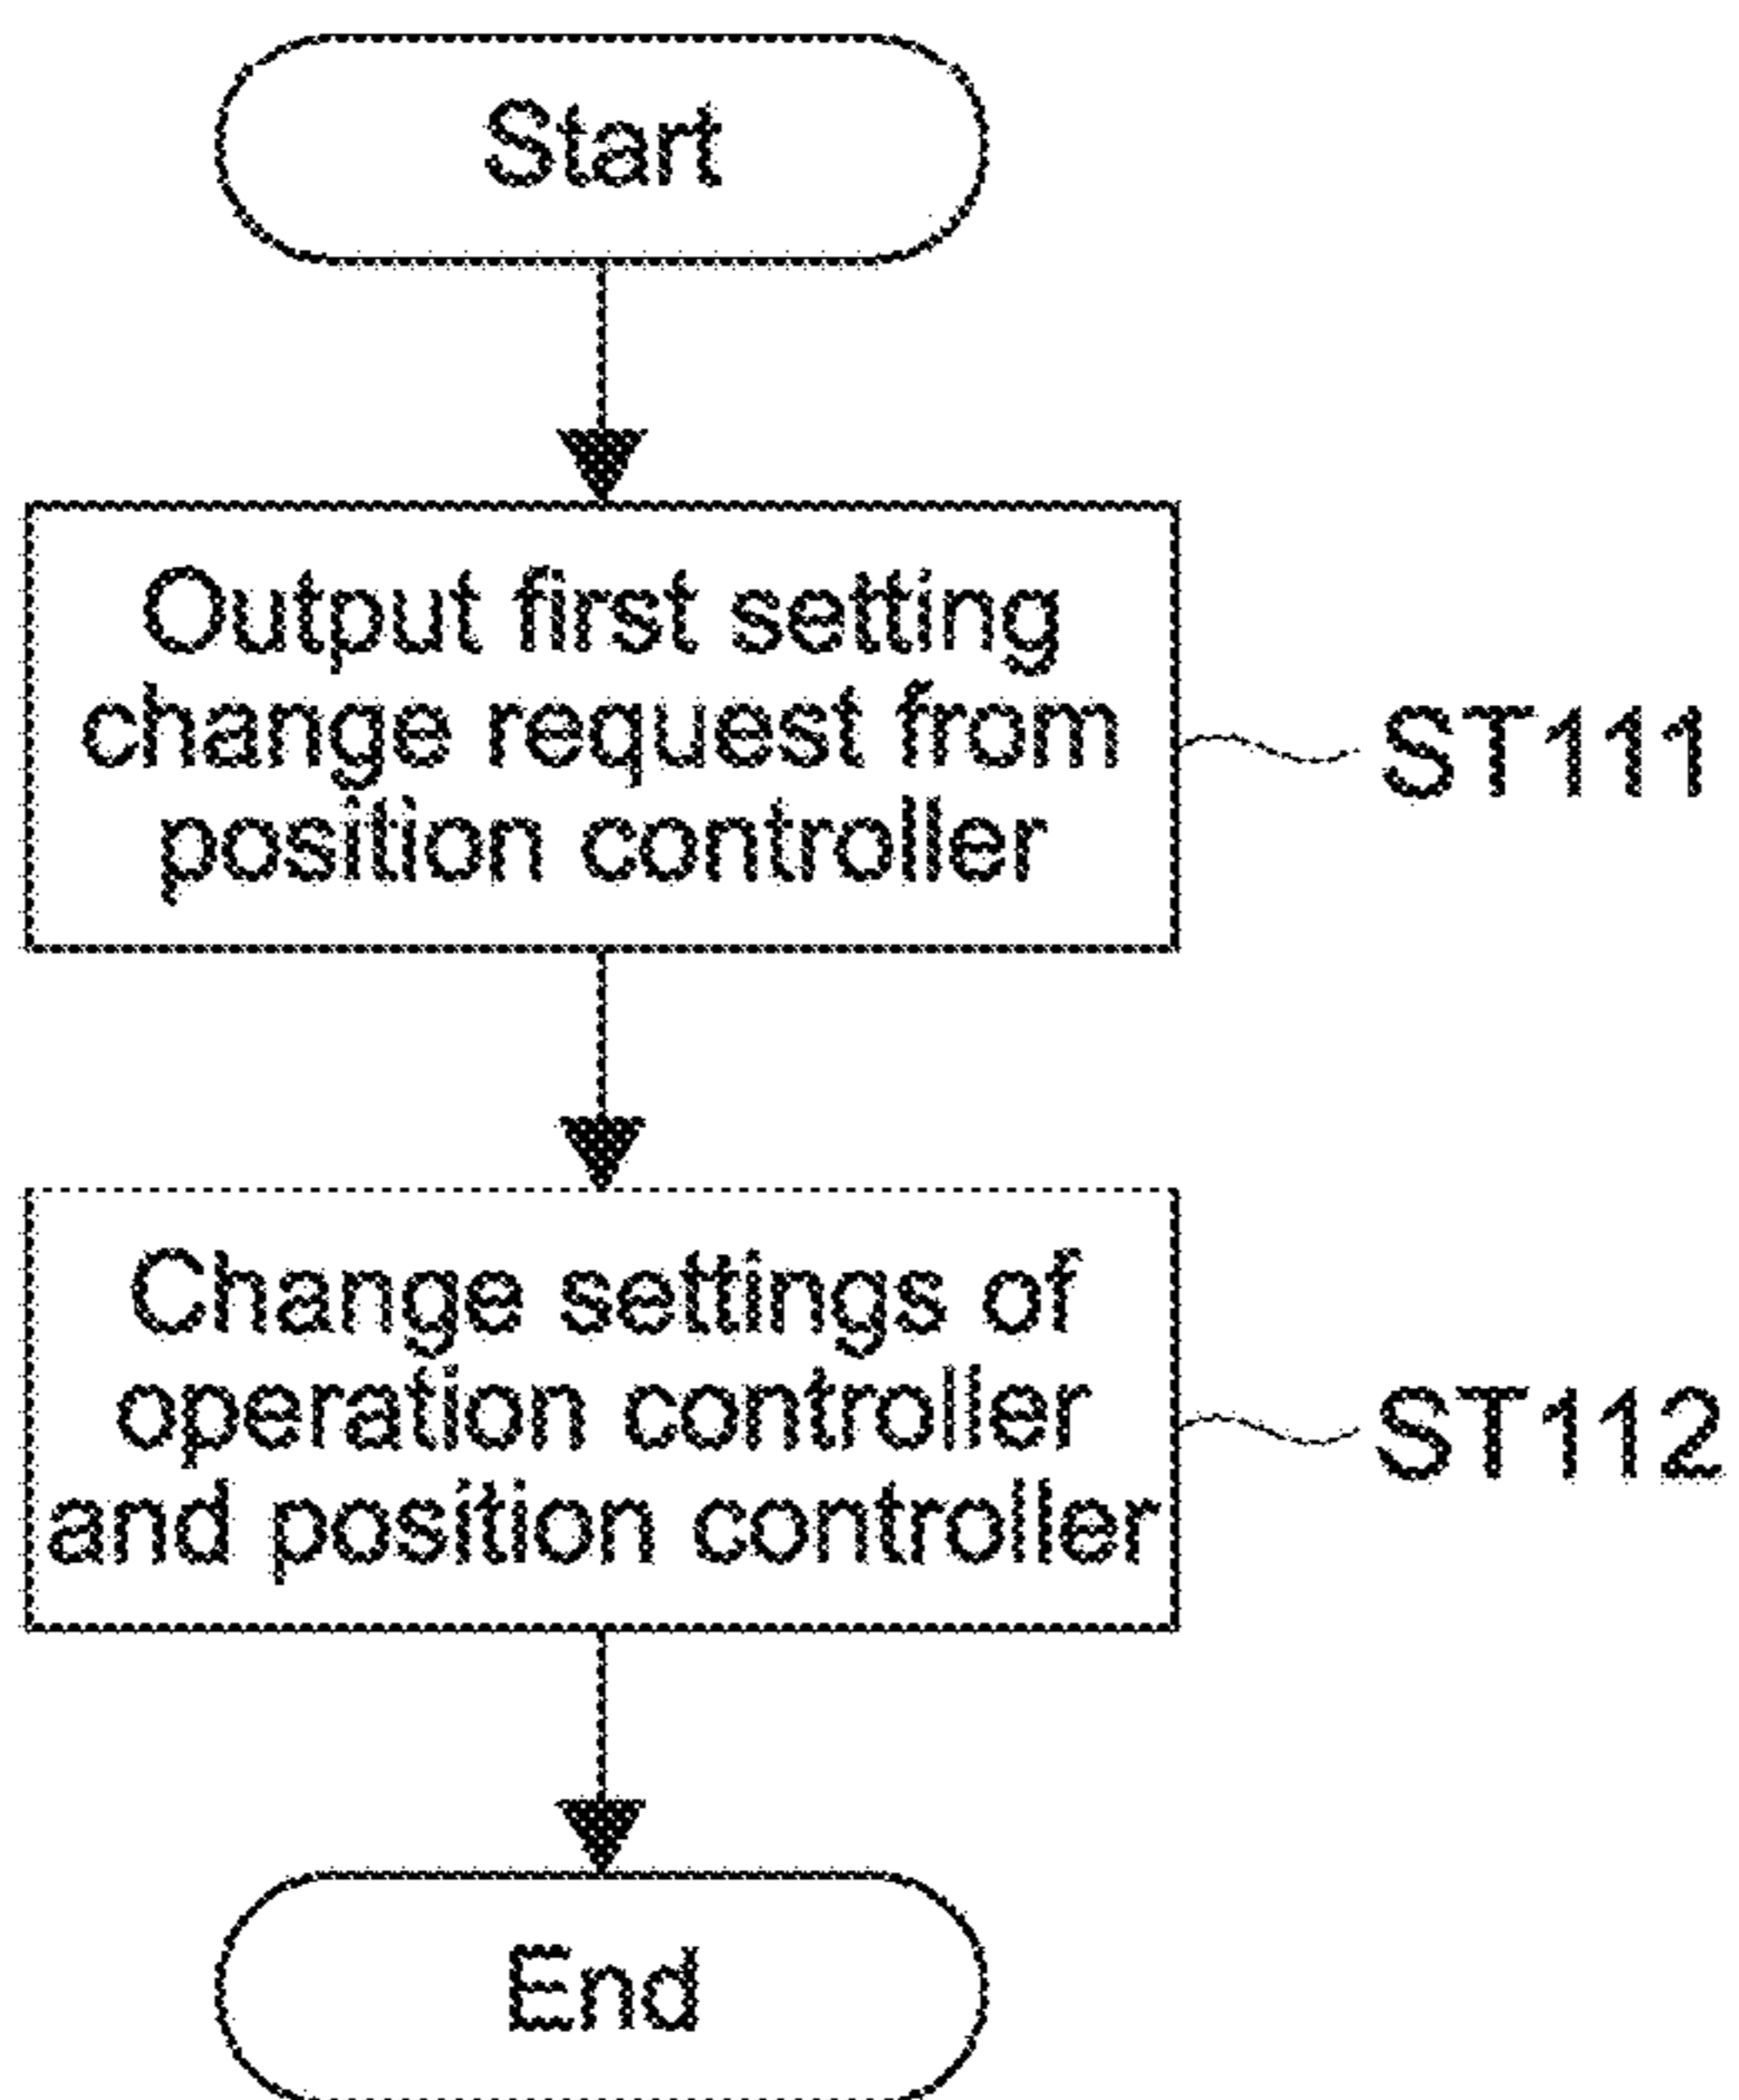 Start
Output first setting
change request from
position controller
ST111
Change settings of
operation controller
and position controller
ST112
End